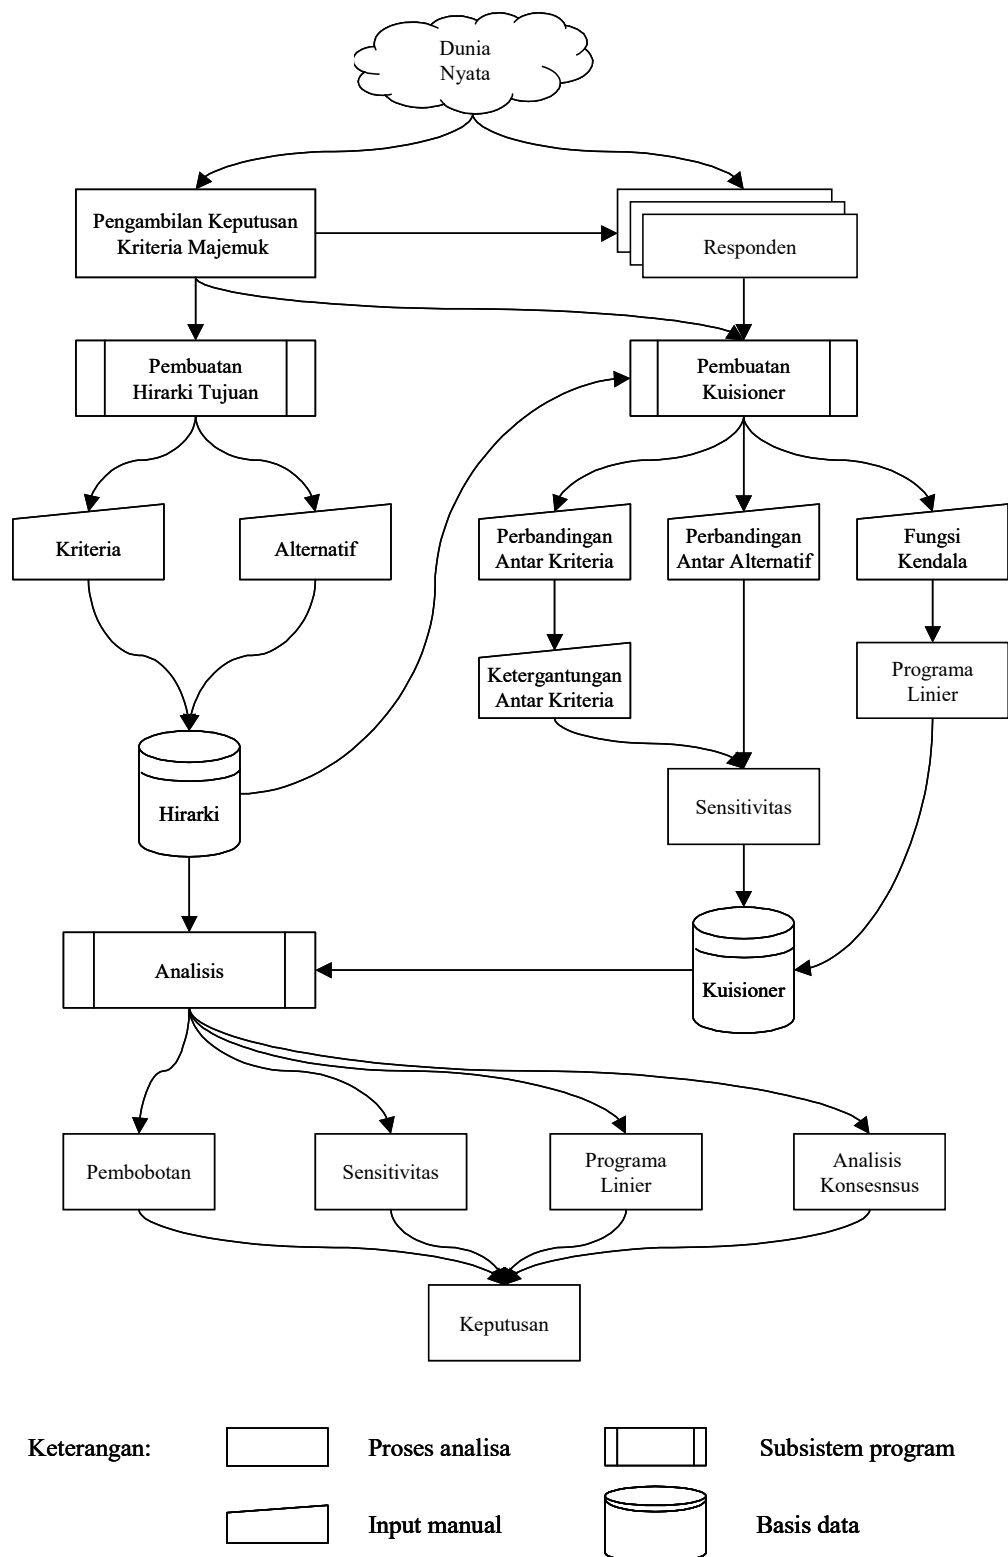 Dunia
Nyata
Pengambilan Keputusan
Kriteria Majemuk
Responden
Pembuatan
Hirarki Tujuan
Pembuatan
Kuisioner
Kriteria
Alternatif
Perbandingan
Antar Kriteria
Perbandingan
Antar Alternatif
Fungsi
Kendala
Ketergantungan
Antar Kriteria
Programa
Linier
Hirarki
Sensitivitas
Analisis
Kuisioner
Pembobotan
Sensitivitas
Programa
Linier
Analisis
Konsesnsus
Keputusan
Keterangan:
Proses analisa
Subsistem program
Input manual
Basis data